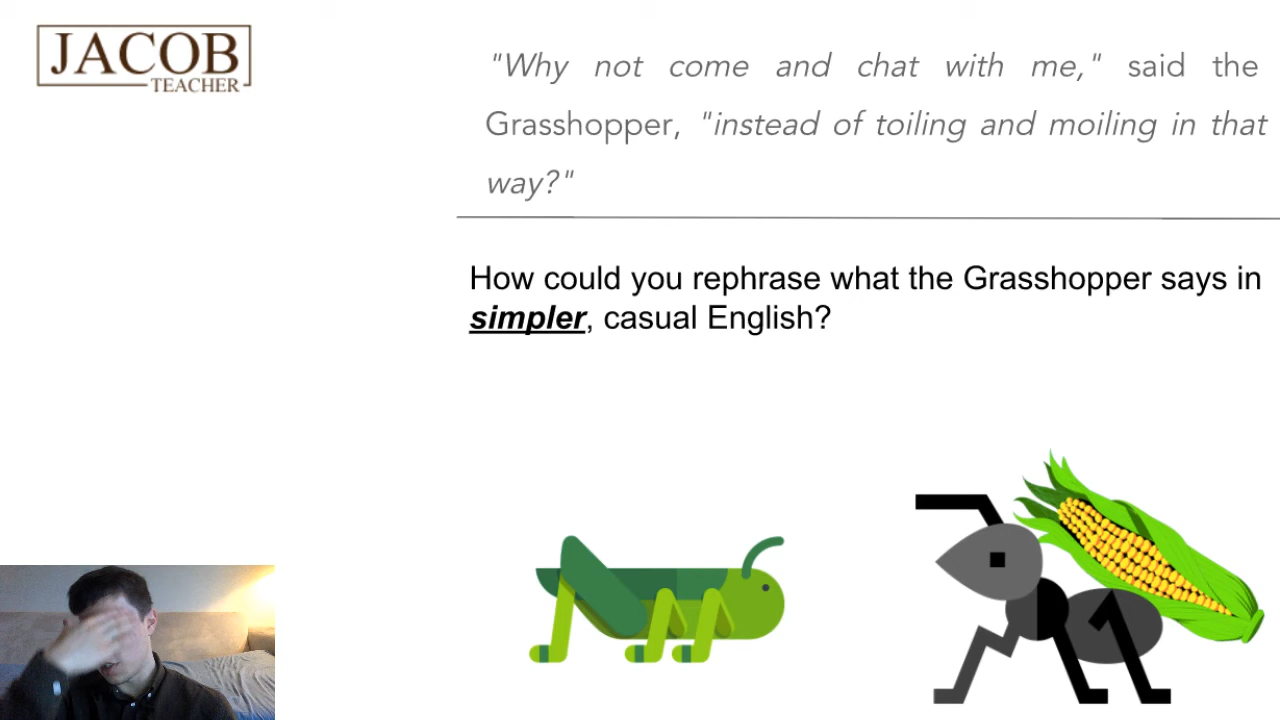 JACOB
TEACHER
"Why not come and chat with me," said the
Grasshopper, "instead of toiling and moiling in that
way?"
How could you rephrase what the Grasshopper says in
simpler, casual English?